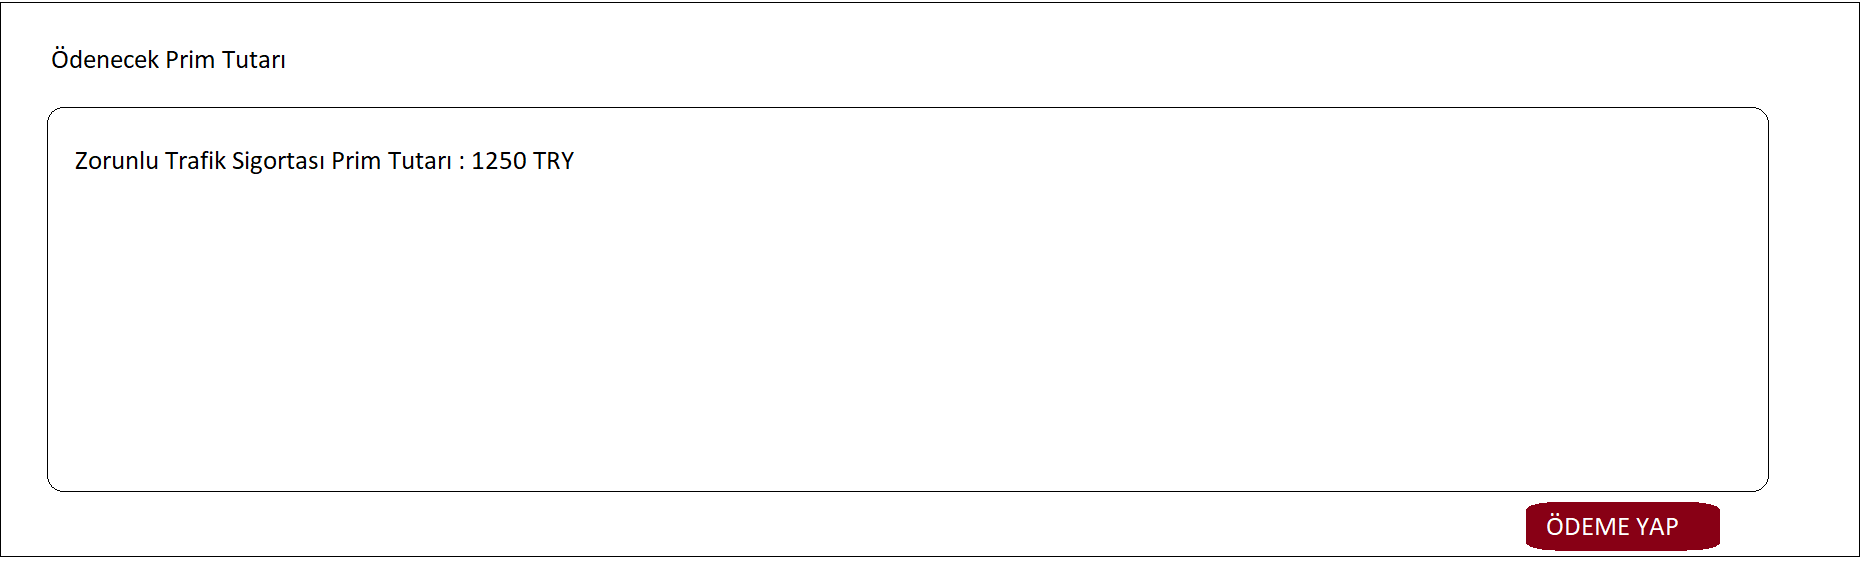 Ödenecek Prim Tutarı
Zorunlu Trafik Sigortası Prim Tutarı : 1250 TRY
ÖDEME YAP